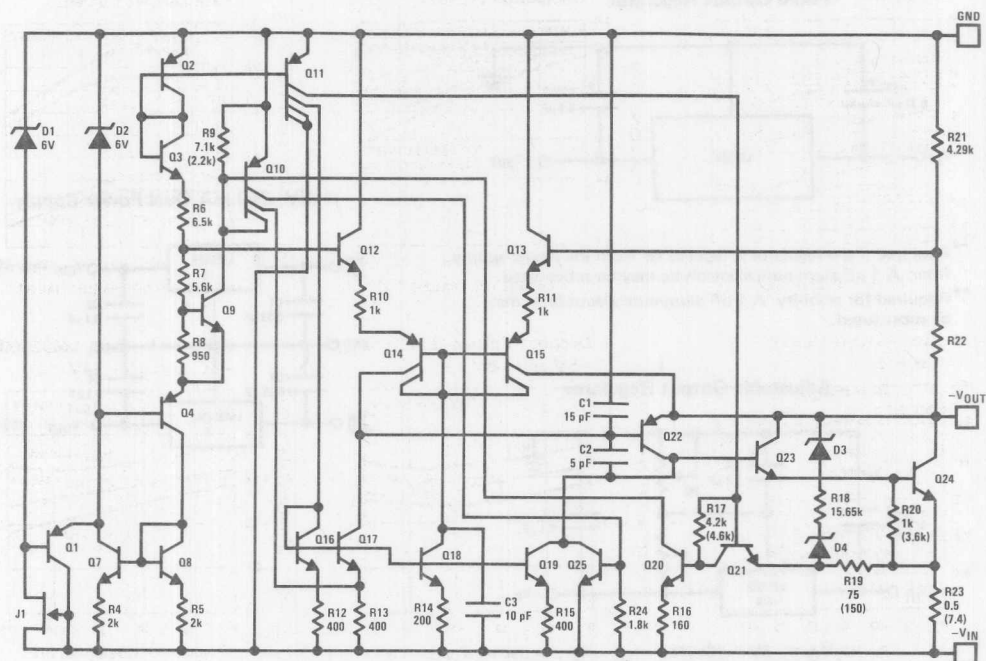 GND
Q2
Q11
D1
6V
D2
6V
R9
7.1k
(2.2k)
Q3
Q10
R21
4.29k
R6
6.5k
Q12
Q13
R7
5.6k
Q9
R10
1k
R11
1k
R8
950
Q14
Q15
R22
C1
15 pF
-VOUT
Q4
Q22
D3
C2
5 pF
Q23
Q24
R17
4.2k
(4.6k)
R18
15.65k
R20
1k
(3.6k)
Q1
Q7
Q8
Q16
Q17
Q18
Q19
Q25
Q20
Q21
D4
R19
75
(150)
J1
R4
2k
R5
2k
R12
400
R13
400
R14
200
C3
10 pF
R15
400
R24
1.8k
R16
160
R23
0.5
(7.4)
-VIN